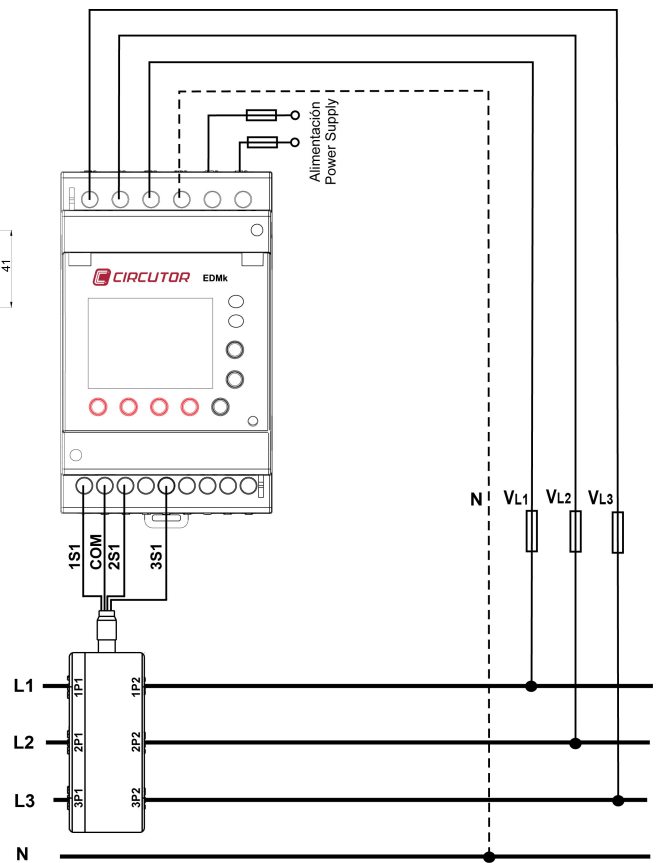 Alimentación
Power Supply
41
CIRCUTOR EDMk
N VL1 VL2 VL3
1S1
COM
2S1
3S1
L1 1P1 1P2
L2 2P1 2P2
L3 3P1 3P2
N